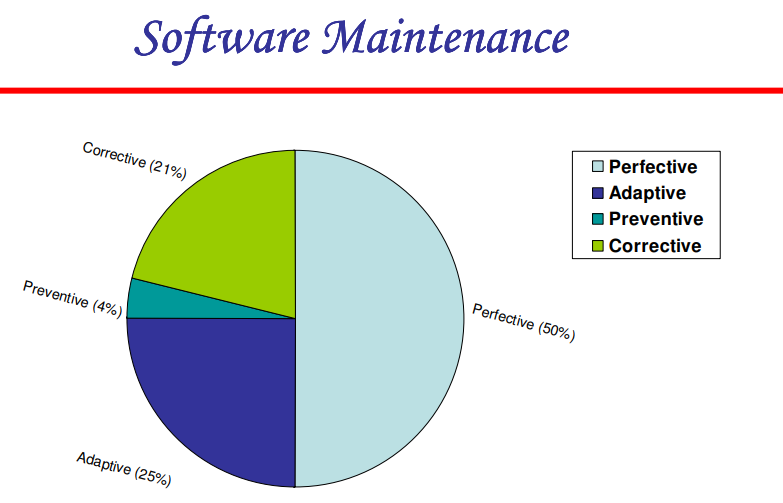 Software Maintenance
Corrective (21%)
Preventive (4%)
Adaptive (25%)
Perfective (50%)
Perfective
Adaptive
Preventive
Corrective